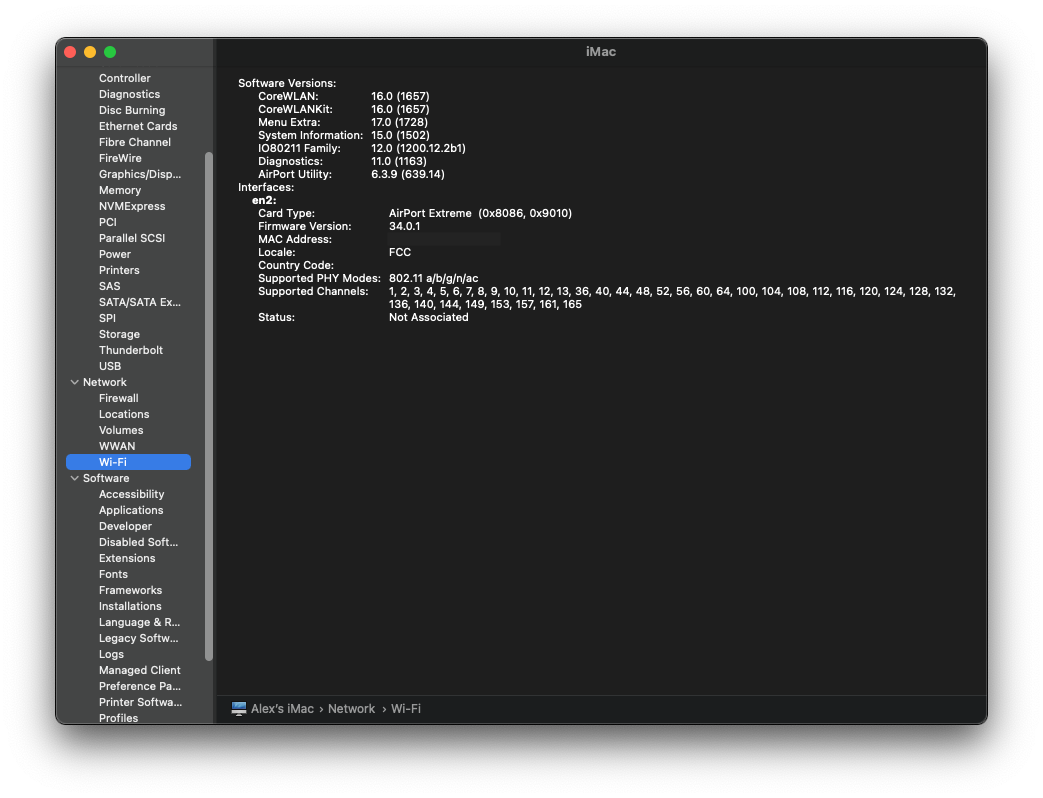 iMac
Controller
Diagnostics
Disc Burning
Ethernet Cards
Fibre Channel
FireWire
Graphics/Disp...
Memory
NVMExpress
PCI
Parallel SCSI
Power
Printers
SAS
SATA/SATA Ex...
SPI
Storage
Thunderbolt
USB
Network
Firewall
Locations
Volumes
WWAN
Wi-Fi
Software
Accessibility
Applications
Developer
Disabled Soft...
Extensions
Fonts
Frameworks
Installations
Language & R...
Legacy Softw...
Logs
Managed Client
Preference Pa...
Printer Softwa...
Profiles
Software Versions:
CoreWLAN: 16.0 (1657)
CoreWLANKit: 16.0 (1657)
Menu Extra: 17.0 (1728)
System Information: 15.0 (1502)
IO80211 Family: 12.0 (1200.12.2b1)
Diagnostics: 11.0 (1163)
AirPort Utility: 6.3.9 (639.14)
Interfaces:
en2:
Card Type: AirPort Extreme (0x8086, 0x9010)
Firmware Version: 34.0.1
MAC Address:
Locale: FCC
Country Code:
Supported PHY Modes: 802.11 a/b/g/n/ac
Supported Channels: 1, 2, 3, 4, 5, 6, 7, 8, 9, 10, 11, 12, 13, 36, 40, 44, 48, 52, 56, 60, 64, 100, 104, 108, 112, 116, 120, 124, 128, 132,
136, 140, 144, 149, 153, 157, 161, 165
Status: Not Associated
Alex's iMac › Network › Wi-Fi